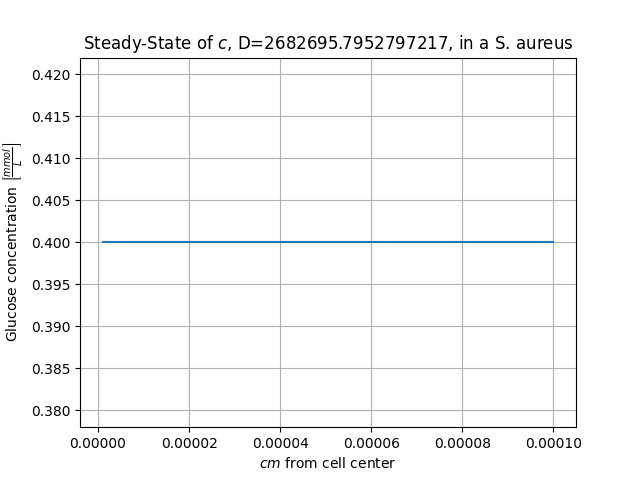 Steady-State of c, D=2682695.7952797217, in a S. aureus
Glucose concentration [mmol/L]
0.420
0.415
0.410
0.405
0.400
0.395
0.390
0.385
0.380
0.00000 0.00002 0.00004 0.00006 0.00008 0.00010
cm from cell center